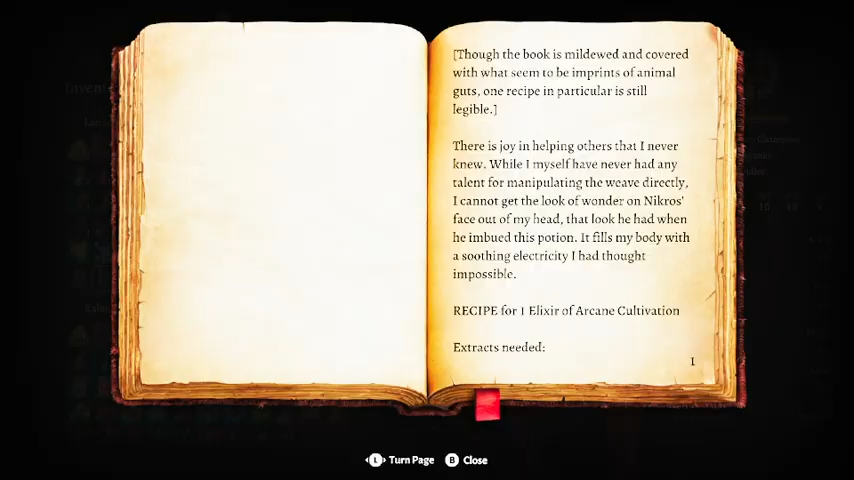 [Though the book is mildewed and covered
with what seem to be imprints of animal
guts, one recipe in particular is still
legible.]
There is joy in helping others that I never
knew. While I myself have never had any
talent for manipulating the weave directly,
I cannot get the look of wonder on Nikros'
face out of my head, that look he had when
he imbued this potion. It fills my body with
a soothing electricity I had thought
impossible.
RECIPE for 1 Elixir of Arcane Cultivation
Extracts needed:
1
L Turn Page B Close